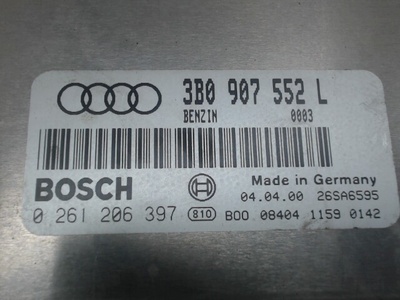 3B0 907 552 L
BENZIN 0003
BOSCH
Made in Germany
04.04.00 26SA6595
0 261 206 397 810 B00 08404 1159 0142